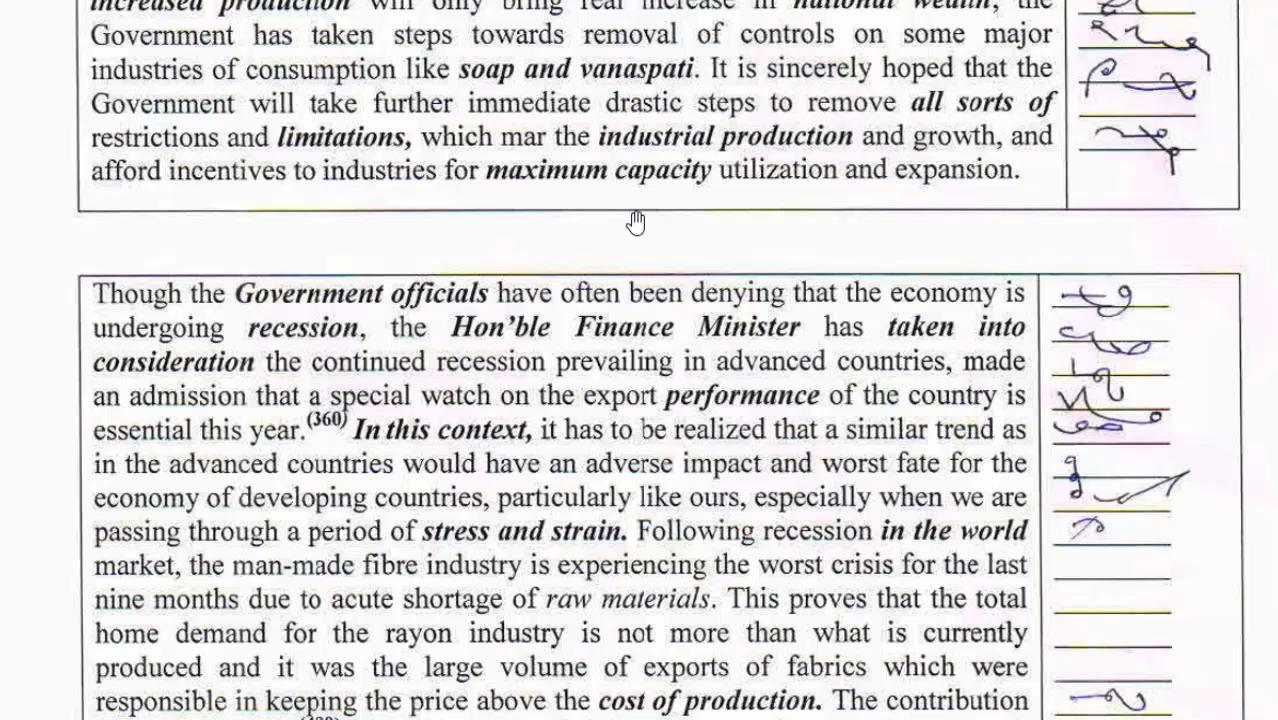 increased production will only bring real increase in national wealth, the
Government has taken steps towards removal of controls on some major
industries of consumption like soap and vanaspati. It is sincerely hoped that the
Government will take further immediate drastic steps to remove all sorts of
restrictions and limitations, which mar the industrial production and growth, and
afford incentives to industries for maximum capacity utilization and expansion.
Though the Government officials have often been denying that the economy is
undergoing recession, the Hon'ble Finance Minister has taken into
consideration the continued recession prevailing in advanced countries, made
an admission that a special watch on the export performance of the country is
essential this year.(360) In this context, it has to be realized that a similar trend as
in the advanced countries would have an adverse impact and worst fate for the
economy of developing countries, particularly like ours, especially when we are
passing through a period of stress and strain. Following recession in the world
market, the man-made fibre industry is experiencing the worst crisis for the last
nine months due to acute shortage of raw materials. This proves that the total
home demand for the rayon industry is not more than what is currently
produced and it was the large volume of exports of fabrics which were
responsible in keeping the price above the cost of production. The contribution